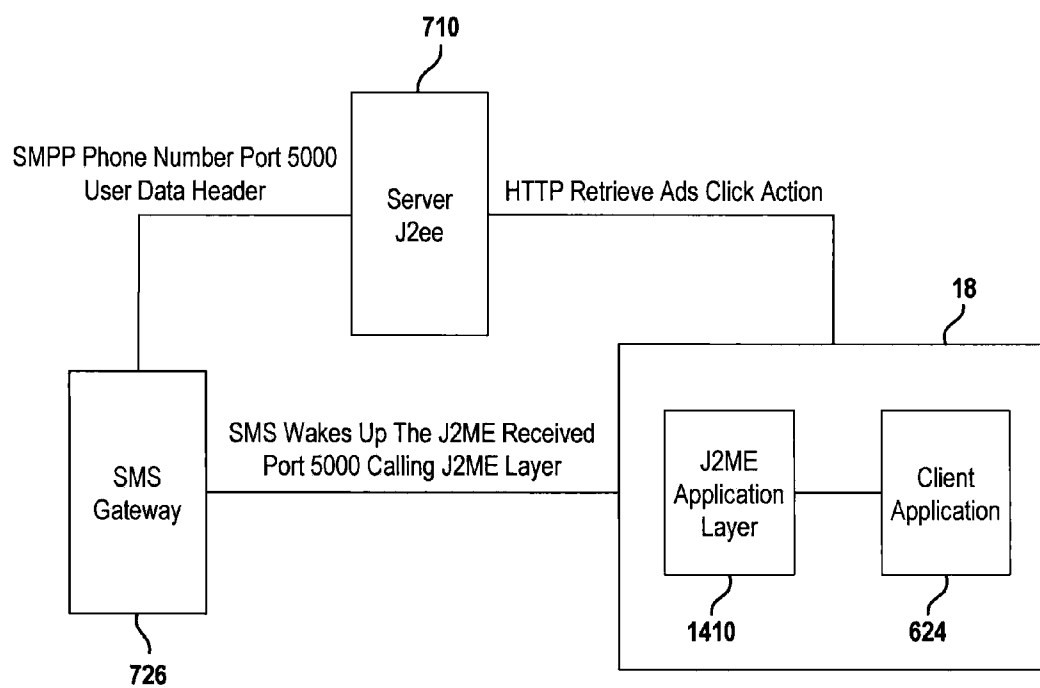 710
SMPP Phone Number Port 5000
User Data Header
Server
J2ee
HTTP Retrieve Ads Click Action
18
SMS Wakes Up The J2ME Received
Port 5000 Calling J2ME Layer
SMS
Gateway
J2ME
Application
Layer
Client
Application
1410
624
726